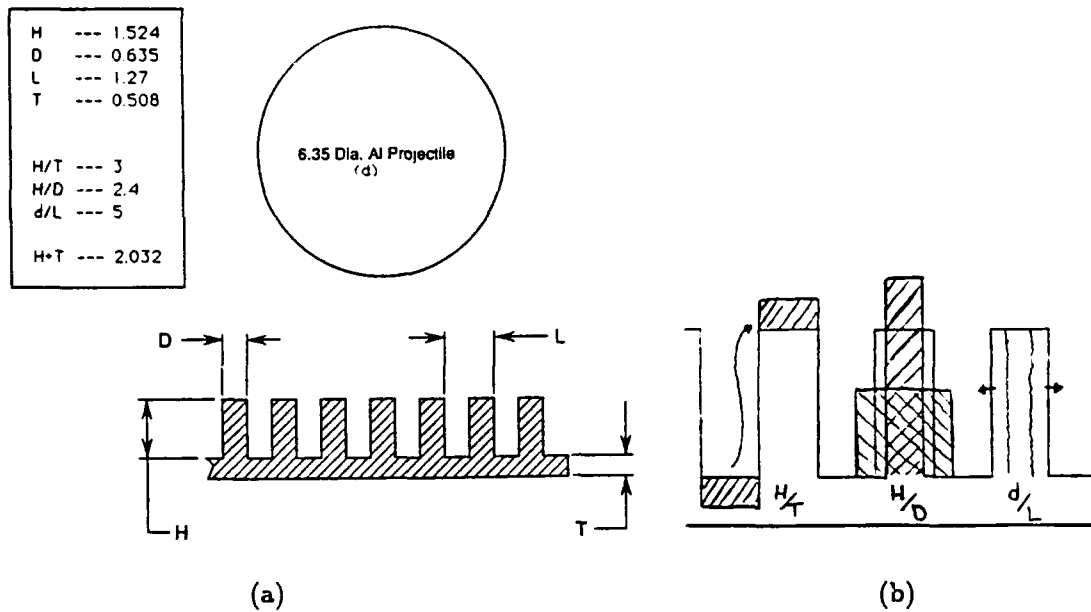 H --- 1.524
D --- 0.635
L --- 1.27
T --- 0.508
H/T --- 3
H/D --- 2.4
d/L --- 5
H+T --- 2.032
6.35 Dia. Al Projectile
(d)
D
L
H
T
H/T
H/D
d/L
(a)
(b)